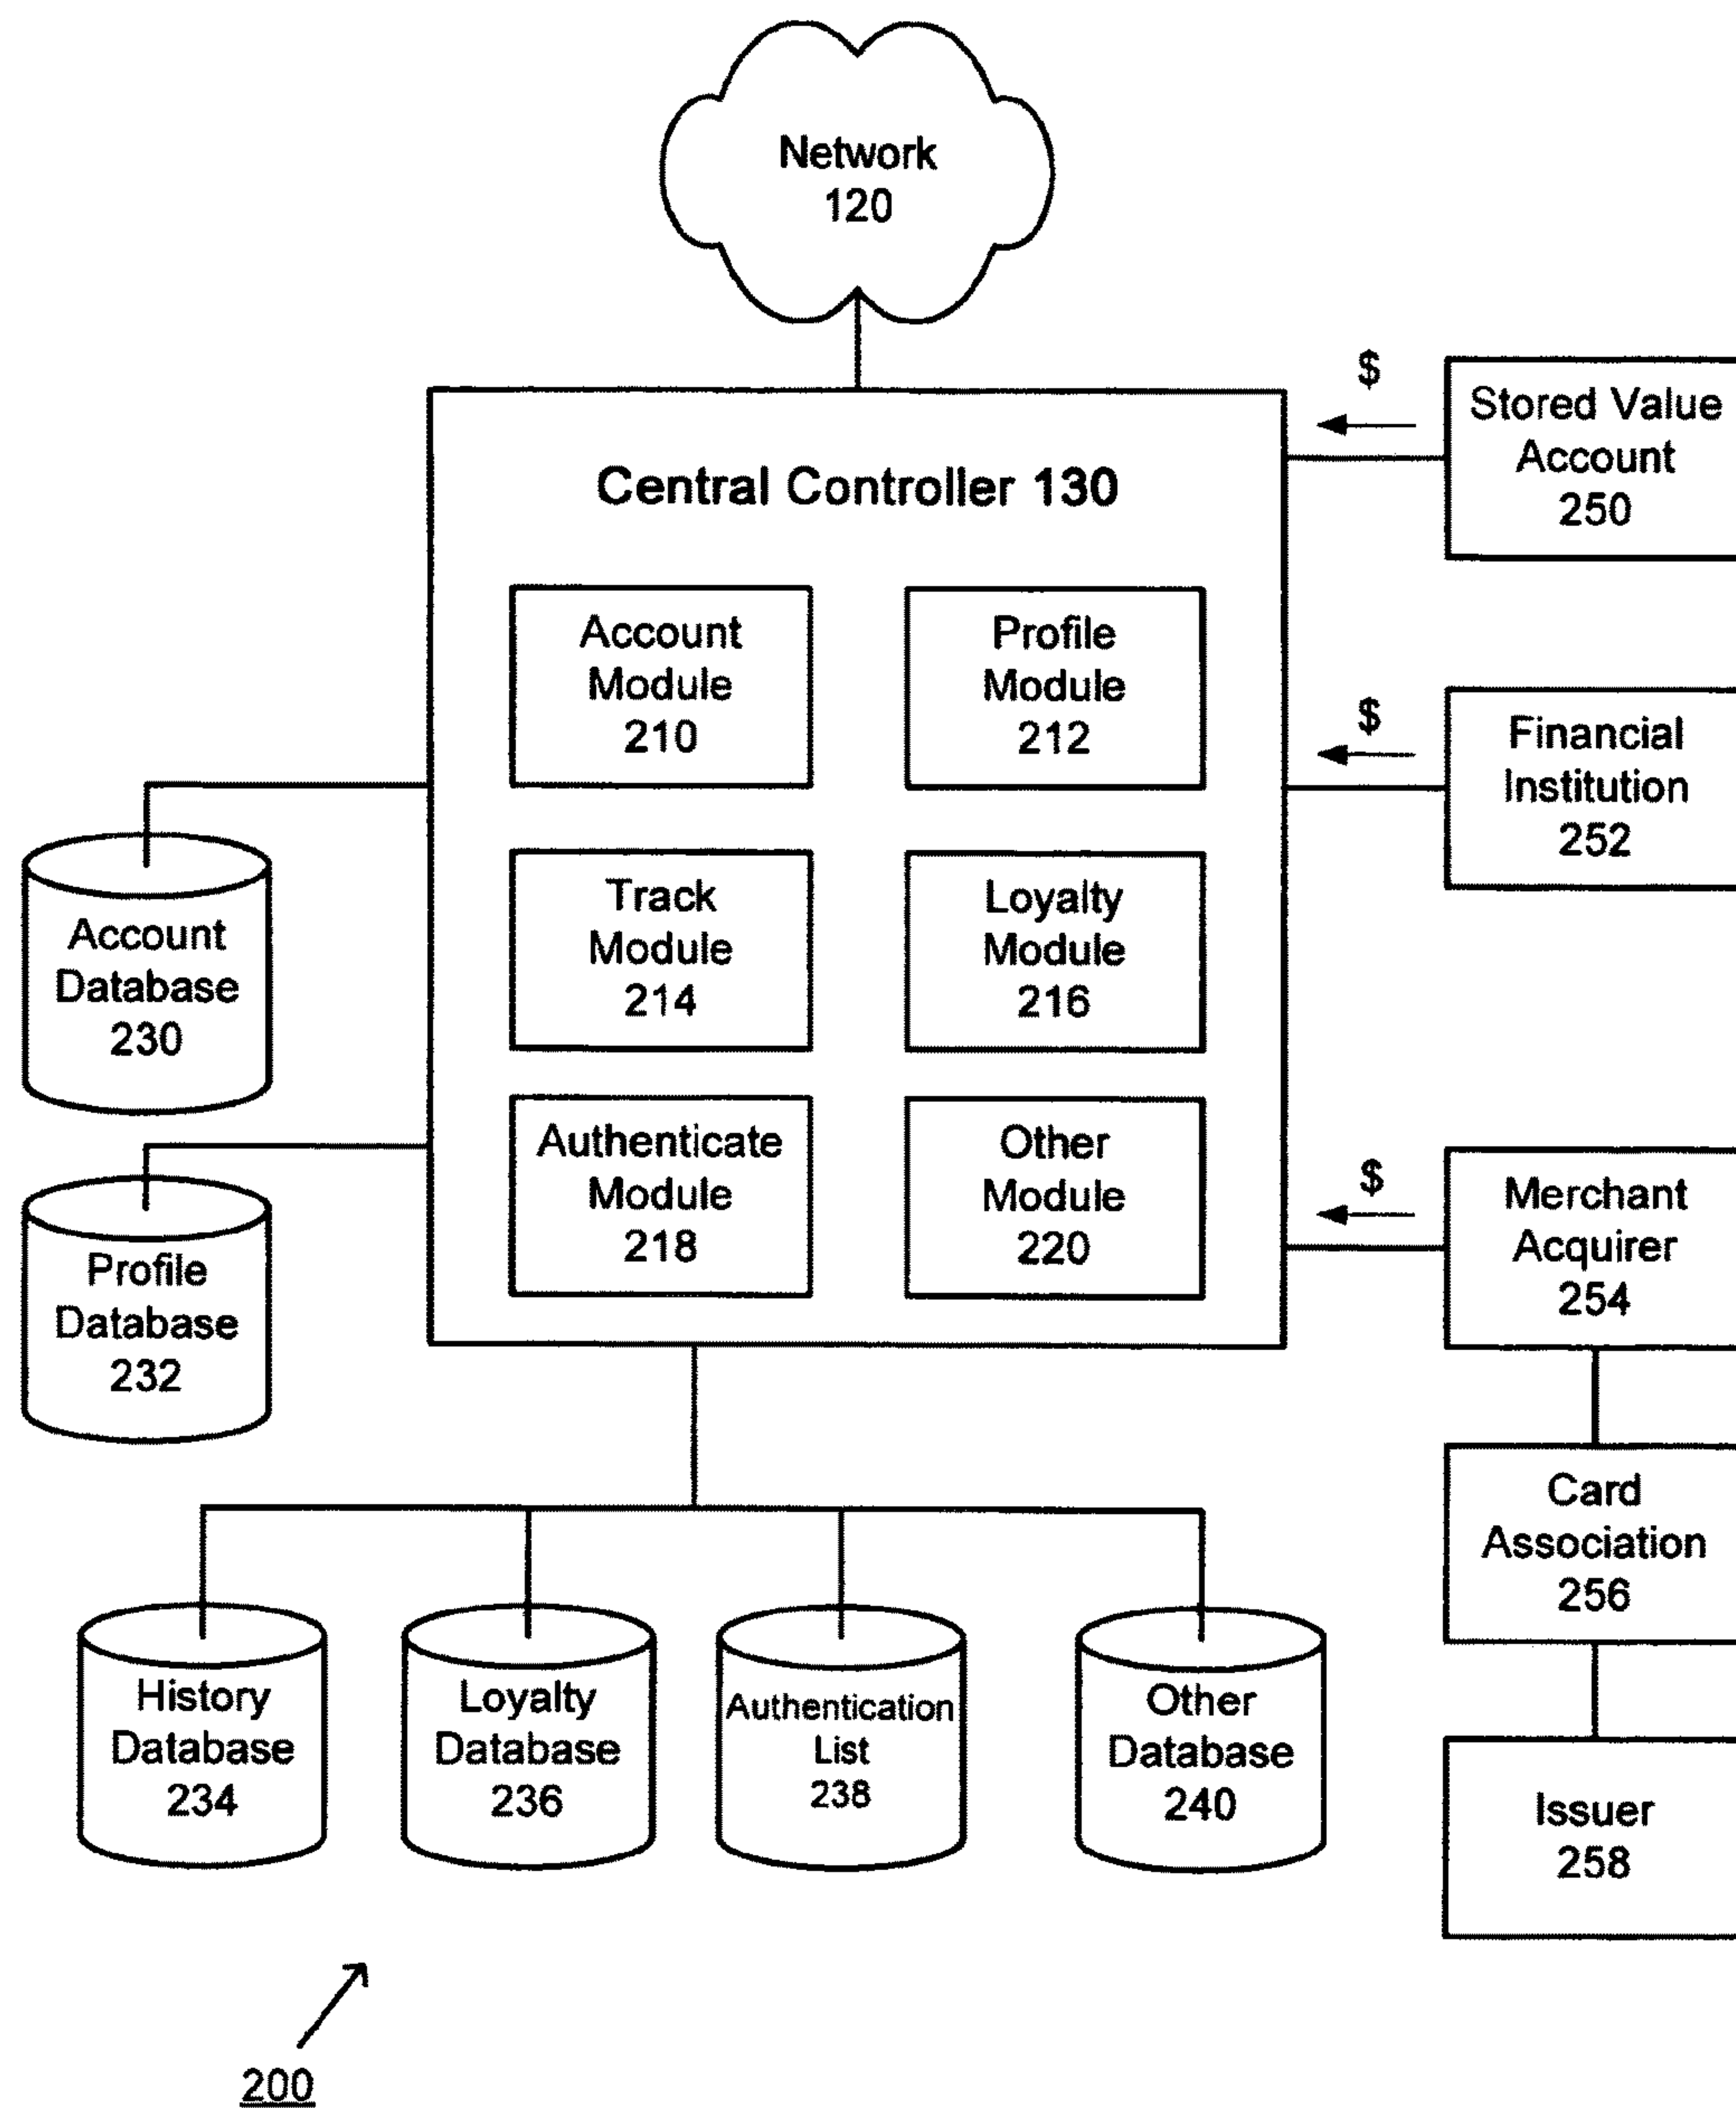 Network
120
$
Stored Value
Account
250
Central Controller 130
Account
Module
210
Profile
Module
212
$
Financial
Institution
252
Track
Module
214
Loyalty
Module
216
Account
Database
230
Authenticate
Module
218
Other
Module
220
$
Merchant
Acquirer
254
Profile
Database
232
Card
Association
256
History
Database
234
Loyalty
Database
236
Authentication
List
238
Other
Database
240
Issuer
258
200